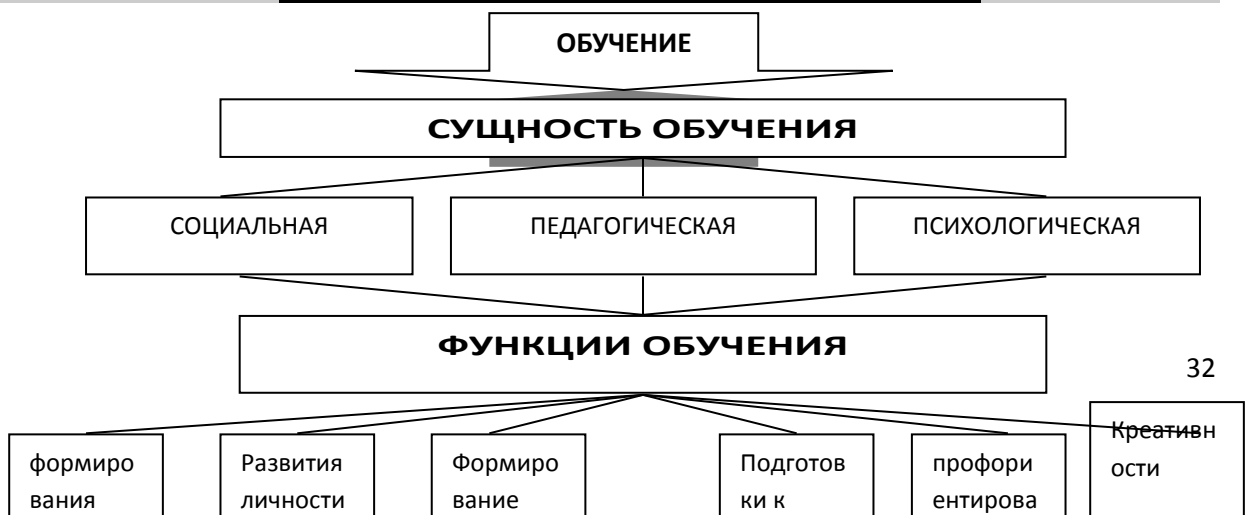 ОБУЧЕНИЕ
СУЩНОСТЬ ОБУЧЕНИЯ
СОЦИАЛЬНАЯ
ПЕДАГОГИЧЕСКАЯ
ПСИХОЛОГИЧЕСКАЯ
ФУНКЦИИ ОБУЧЕНИЯ
32
формиро
вания
Развития
личности
Формиро
вание
Подготов
ки к
профори
ентирова
Креативн
ости